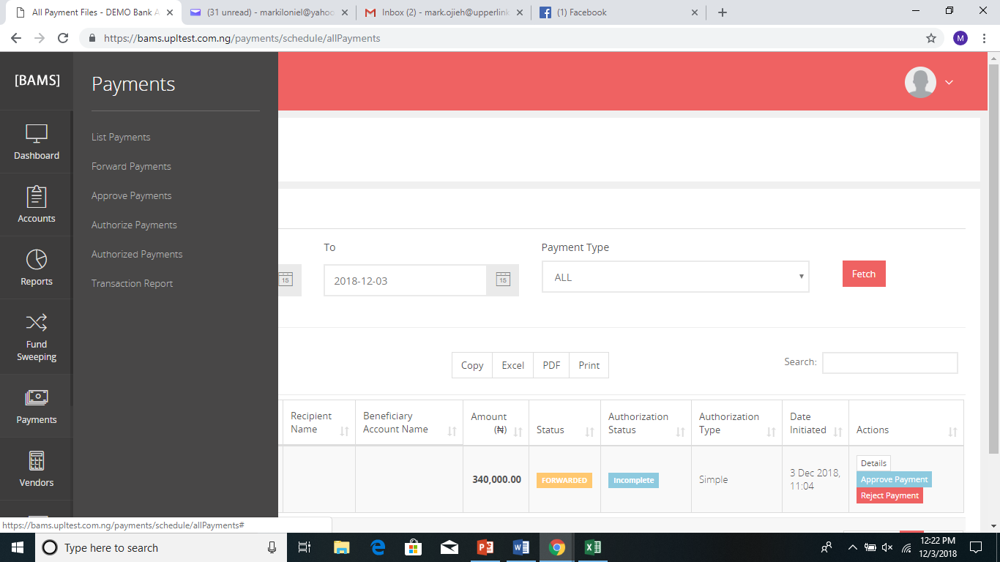 All Payment Files - DEMO Bank A
(31 unread) - markiloniel@yahoo
Inbox (2) - mark.ojieh@upperlink
(1) Facebook
https://bams.upltest.com.ng/payments/schedule/allPayments
M
[BAMS]
Payments
List Payments
Forward Payments
Approve Payments
Authorize Payments
Authorized Payments
Transaction Report
Dashboard
Accounts
Reports
Fund
Sweeping
Payments
Vendors
To
Payment Type
15
2018-12-03
15
ALL
Fetch
Copy
Excel
PDF
Print
Search:
Recipient
Name
Beneficiary
Account Name
Amount
(₦)
Status
Authorization
Status
Authorization
Type
Date
Initiated
Actions
340,000.00
FORWARDED
Incomplete
Simple
3 Dec 2018,
11:04
Details
Approve Payment
Reject Payment
https://bams.upltest.com.ng/payments/schedule/allPayments#
Type here to search
12:22 PM
12/3/2018